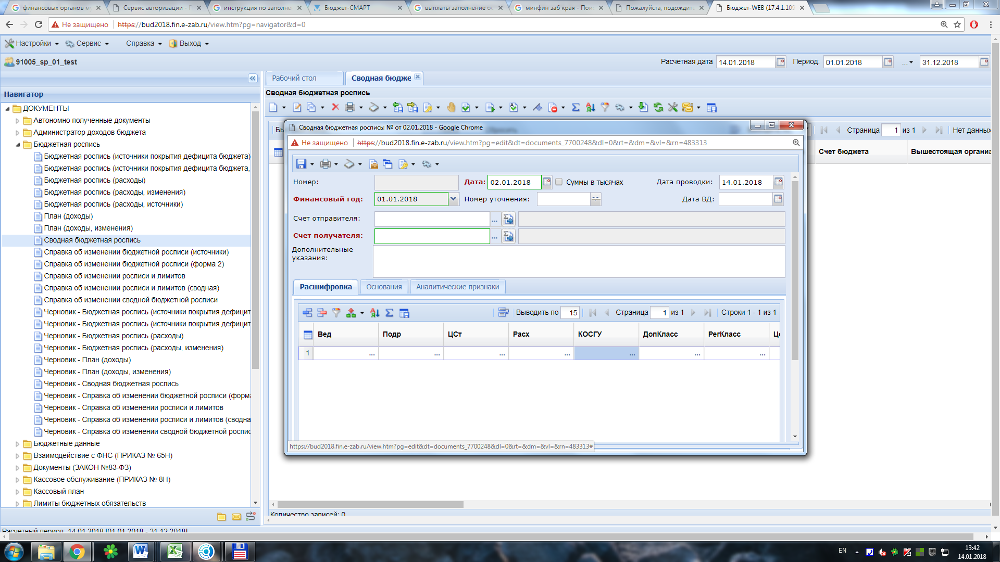 финансовых органов му
Сервис авторизации - П
инструкция по заполне
Бюджет-СМАРТ
выплаты заполнение ос
минфин заб края - Пои
Пожалуйста, подождите
Бюджет-WEB (17.4.1.109
Не защищено https://bud2018.fin.e-zab.ru/view.htm?pg=navigator&d=0
Настройки Сервис Справка Выход
91005_sp_01_test
Расчетная дата 14.01.2018 Период: 01.01.2018 ... 31.12.2018
Рабочий стол
Сводная бюдже
Навигатор
Сводная бюджетная роспись
ДОКУМЕНТЫ
Автономно полученные документы
Администратор доходов бюджета
Бюджетная роспись
Бюджетная роспись (источники покрытия дефицита бюджета)
Бюджетная роспись (источники покрытия дефицита бюджета,
Бюджетная роспись (расходы)
Бюджетная роспись (расходы, изменения)
Бюджетная роспись (расходы, источники)
План (доходы)
План (доходы, изменения)
Сводная бюджетная роспись
Справка об изменении бюджетной росписи (источники)
Справка об изменении бюджетной росписи (форма 2)
Справка об изменении росписи и лимитов
Справка об изменении росписи и лимитов (сводная)
Справка об изменении сводной бюджетной росписи
Черновик - Бюджетная роспись (источники покрытия дефицит
Черновик - Бюджетная роспись (источники покрытия дефицит
Черновик - Бюджетная роспись (расходы)
Черновик - Бюджетная роспись (расходы, изменения)
Черновик - План (доходы)
Черновик - План (доходы, изменения)
Черновик - Сводная бюджетная роспись
Черновик - Справка об изменении бюджетной росписи (форма
Черновик - Справка об изменении росписи и лимитов
Черновик - Справка об изменении росписи и лимитов (сводна
Черновик - Справка об изменении сводной бюджетной роспис
Бюджетные данные
Взаимодействие с ФНС (ПРИКАЗ № 65Н)
Документы (ЗАКОН №83-ФЗ)
Кассовое обслуживание (ПРИКАЗ № 8Н)
Кассовый план
Лимиты бюджетных обязательств
Расчетный период: 14.01.2018 [01.01.2018 - 31.12.2018]
Страница 1 из 1 Нет данных
Счет бюджета
Вышестоящая организ
Количество записей: 0
Сводная бюджетная роспись: № от 02.01.2018 - Google Chrome
Не защищено https://bud2018.fin.e-zab.ru/view.htm?pg=edit&dt=documents_7700248&dl=0&rt=&dm=&vl=&rn=483313
Номер: Дата: 02.01.2018 Суммы в тысячах Дата проводки: 14.01.2018
Финансовый год: 01.01.2018 Номер уточнения: Дата ВД:
Счет отправителя: ...
Счет получателя: ...
Дополнительные
указания:
Расшифровка Основания Аналитические признаки
Выводить по 15 Страница 1 из 1 Строки 1 - 1 из 1
Вед Подр ЦСт Расх КОСГУ ДопКласс РегКласс
1 ... ... ... ... ... ... ...
https://bud2018.fin.e-zab.ru/view.htm?pg=edit&dt=documents_7700248&dl=0&rt=&dm=&vl=&rn=483313#
EN
13:42
14.01.2018